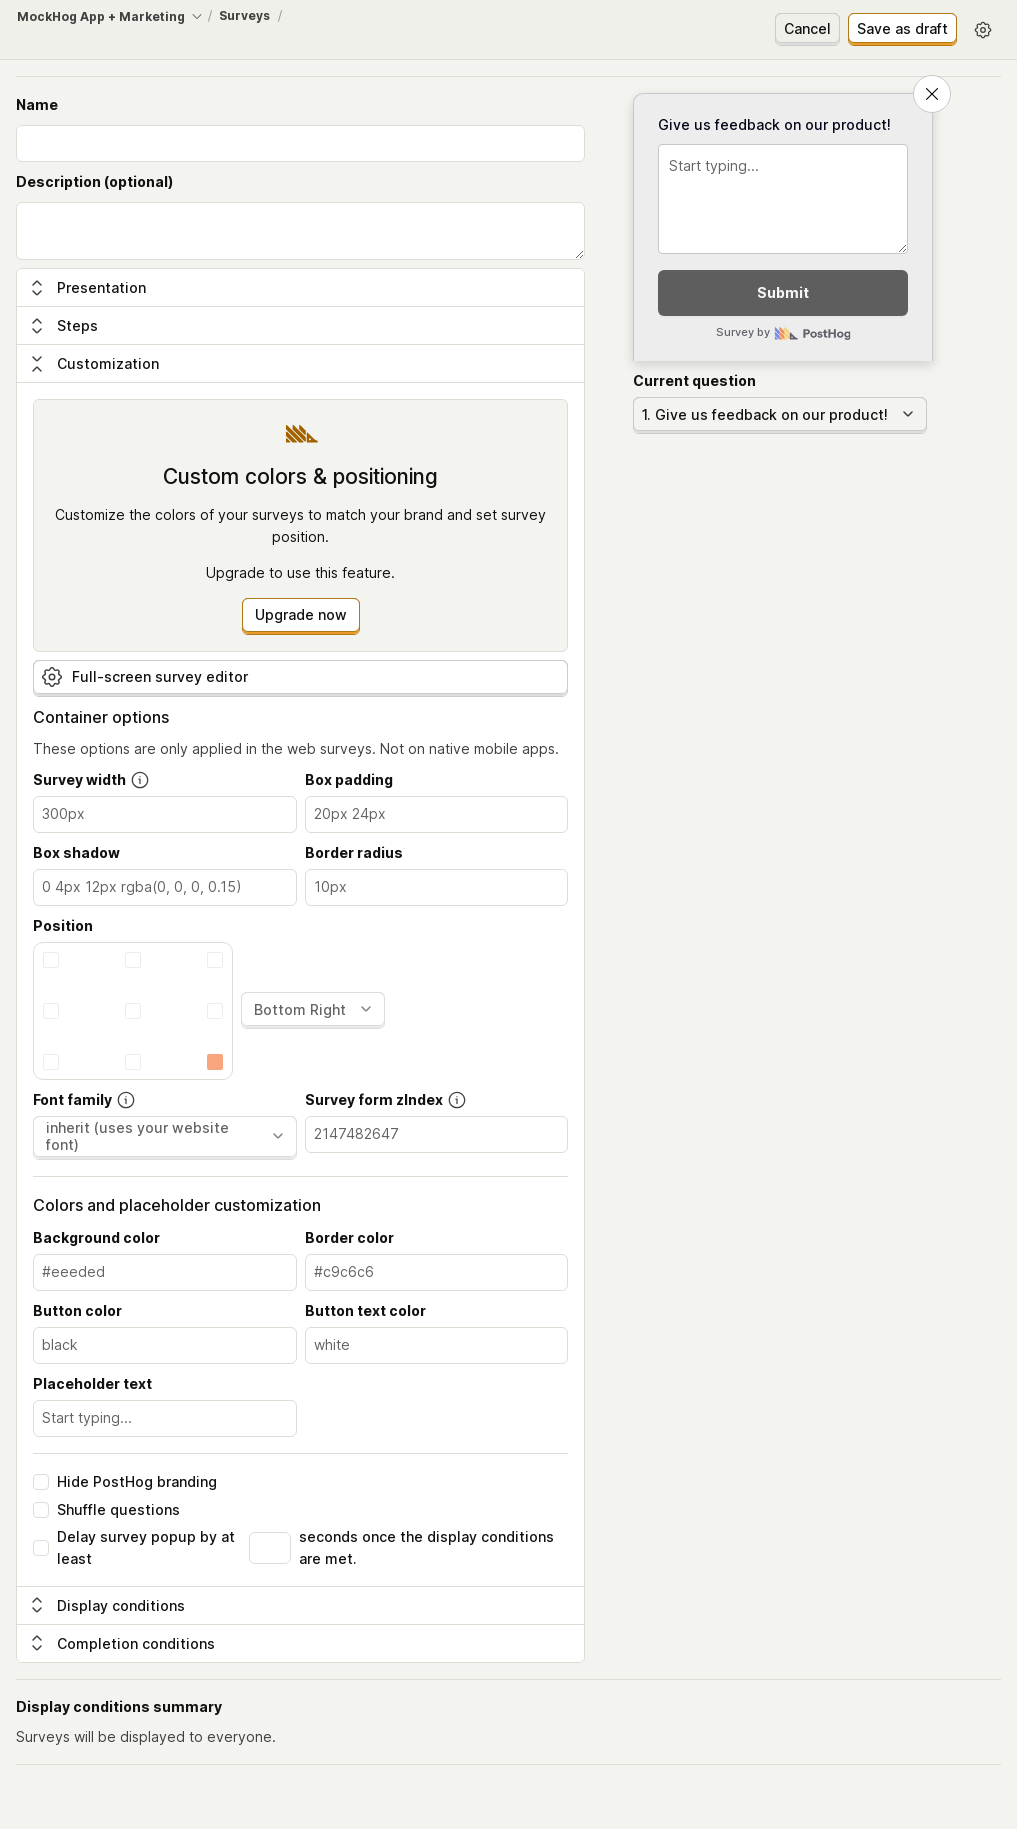 MockHog App + Marketing / Surveys /
Cancel
Save as draft
Name
Description (optional)
Presentation
Steps
Customization
Custom colors & positioning
Customize the colors of your surveys to match your brand and set survey
position.
Upgrade to use this feature.
Upgrade now
Full-screen survey editor
Container options
These options are only applied in the web surveys. Not on native mobile apps.
Survey width
Box padding
300px
20px 24px
Box shadow
Border radius
0 4px 12px rgba(0, 0, 0, 0.15)
10px
Position
Bottom Right
Font family
Survey form zIndex
inherit (uses your website
font)
2147482647
Colors and placeholder customization
Background color
Border color
#eeeded
#c9c6c6
Button color
Button text color
black
white
Placeholder text
Start typing...
Hide PostHog branding
Shuffle questions
Delay survey popup by at
least
seconds once the display conditions
are met.
Display conditions
Completion conditions
Give us feedback on our product!
Start typing...
Submit
Survey by PostHog
Current question
1. Give us feedback on our product!
Display conditions summary
Surveys will be displayed to everyone.